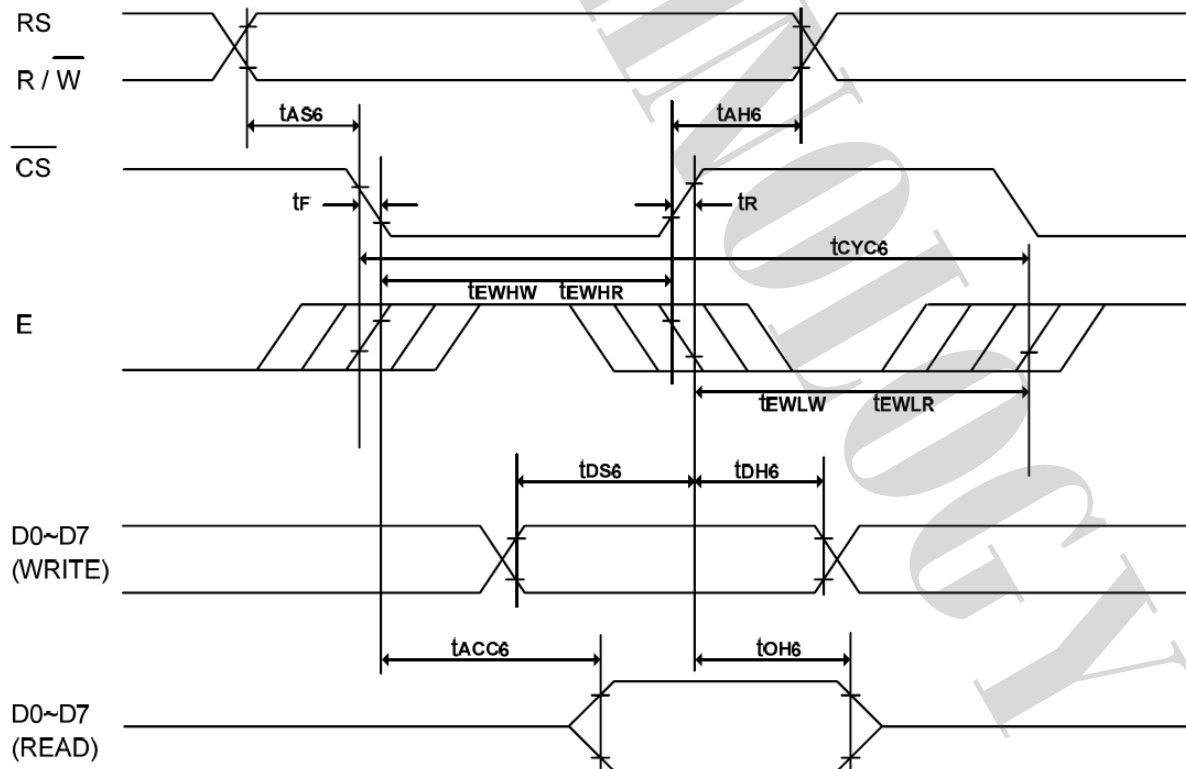 RS
R / W
tAS6 tAH6
CS
tF tR
tCYC6
tEWHW tEWHR
E
tEWLW tEWLR
tDS6 tDH6
D0~D7
(WRITE)
tACC6 tOH6
D0~D7
(READ)